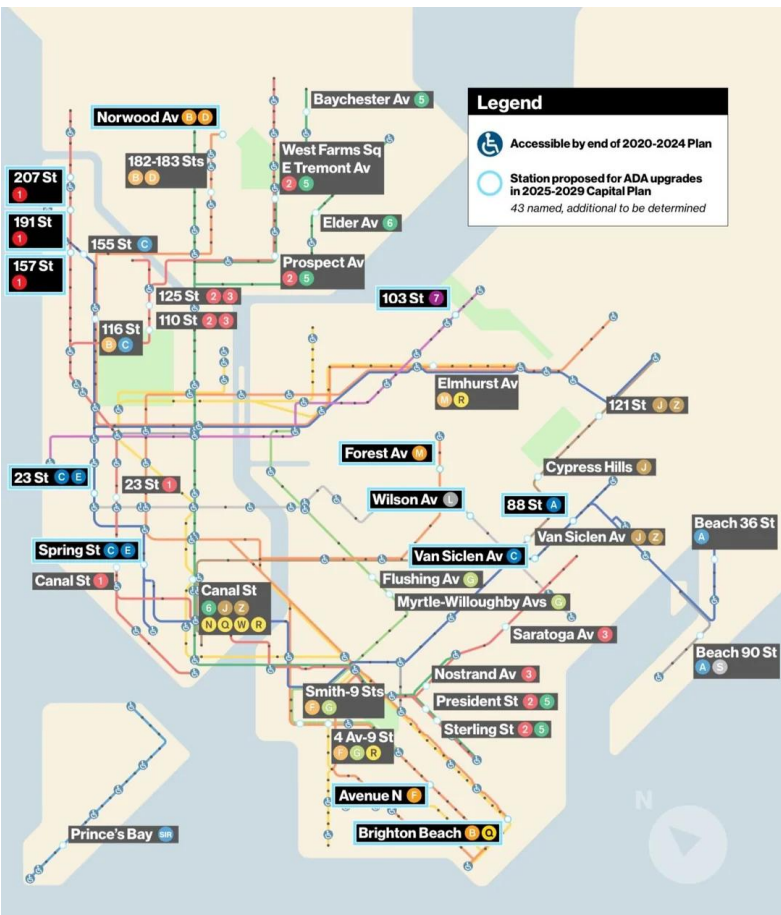 Legend
Accessible by end of 2020-2024 Plan
Station proposed for ADA upgrades
in 2025-2029 Capital Plan
43 named, additional to be determined
Baychester Av 5
Norwood Av B D
182-183 Sts
B D
West Farms Sq
E Tremont Av
2 5
207 St
1
191 St
1
157 St
1
Elder Av 6
155 St C
Prospect Av
2 5
125 St 2 3
110 St 2 3
103 St 7
116 St
B C
Elmhurst Av
M R
121 St J Z
Forest Av M
Cypress Hills J
23 St C E
23 St 1
Wilson Av L
88 St A
Beach 36 St
A
Van Siclen Av J Z
Spring St C E
Van Siclen Av C
Canal St 1
Canal St
6 J Z
N Q W R
Flushing Av G
Myrtle-Willoughby Avs G
Saratoga Av 3
Beach 90 St
A S
Nostrand Av 3
Smith-9 Sts
F G
President St 2 5
Sterling St 2 5
4 Av-9 St
F G R
Avenue N F
Brighton Beach B Q
Prince's Bay SIR
N